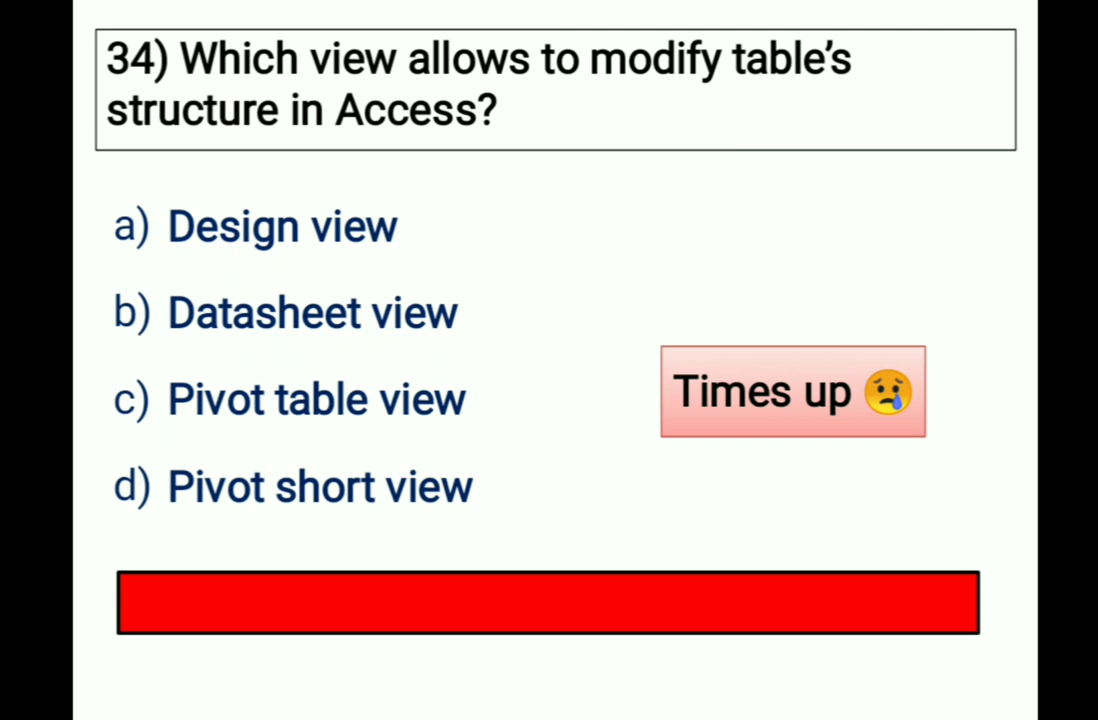 34) Which view allows to modify table’s
structure in Access?
a) Design view
b) Datasheet view
c) Pivot table view
Times up 😢
d) Pivot short view